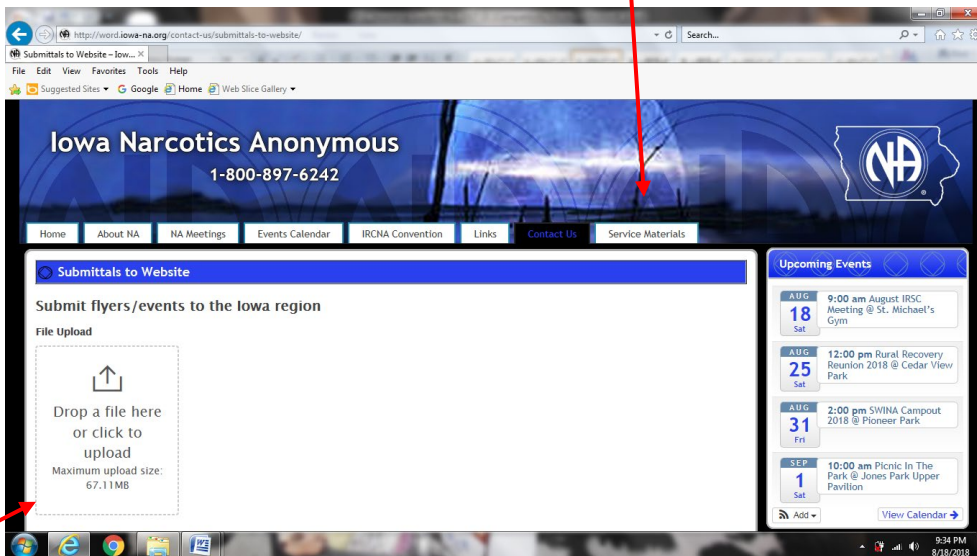 http://word.iowa-na.org/contact-us/submittals-to-website/
Search...
Submittals to Website – Iow...
File Edit View Favorites Tools Help
Suggested Sites Google Home Web Slice Gallery
Iowa Narcotics Anonymous
1-800-897-6242
NA
Home About NA NA Meetings Events Calendar IRCNA Convention Links Contact Us Service Materials
Submittals to Website
Submit flyers/events to the Iowa region
File Upload
Drop a file here
or click to
upload
Maximum upload size:
67.11MB
Upcoming Events
AUG
18
Sat
9:00 am August IRSC
Meeting @ St. Michael's
Gym
AUG
25
Sat
12:00 pm Rural Recovery
Reunion 2018 @ Cedar View
Park
AUG
31
Fri
2:00 pm SWINA Campout
2018 @ Pioneer Park
SEP
1
Sat
10:00 am Picnic In The
Park @ Jones Park Upper
Pavilion
Add
View Calendar
9:34 PM
8/18/2018